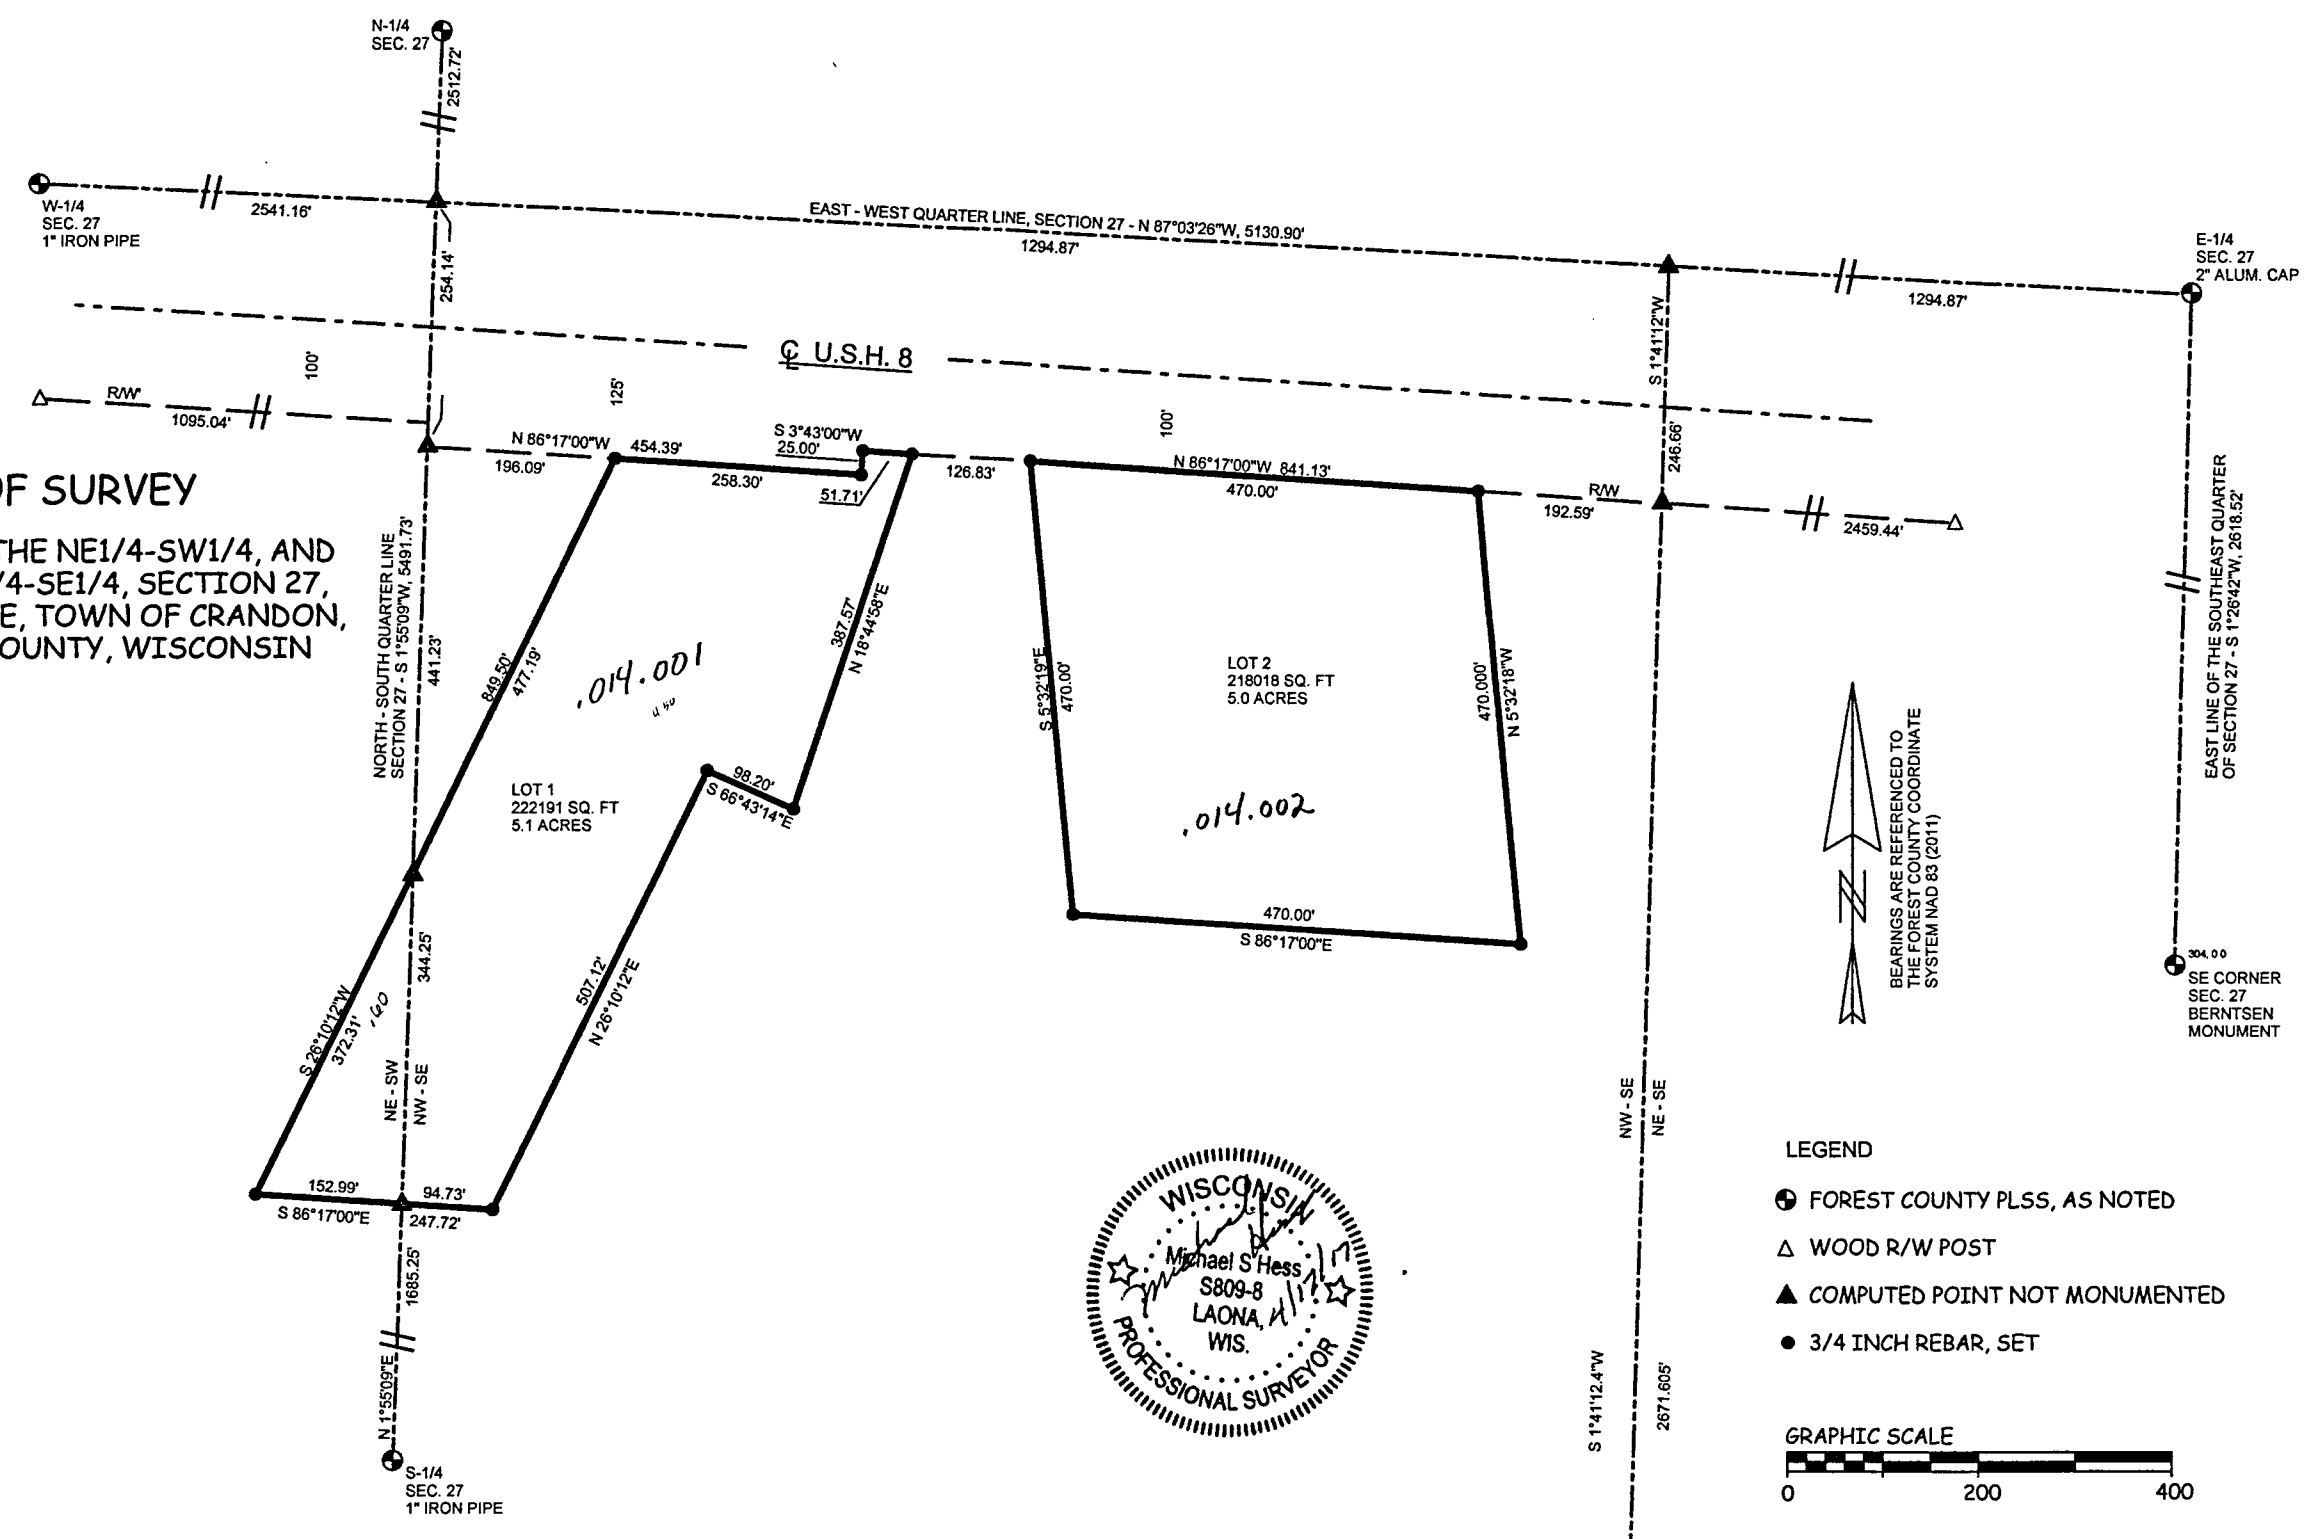 N-1/4
SEC. 27
2512.72'
W-1/4
SEC. 27
1" IRON PIPE
2541.16'
EAST - WEST QUARTER LINE, SECTION 27 - N 87°03'26"W, 5130.90'
1294.87'
E-1/4
SEC. 27
2" ALUM. CAP
1294.87'
254.14'
S 1°41'12"W
246.66'
100'
125'
℄ U.S.H. 8
100'
R/W'
1095.04'
N 86°17'00"W
454.39'
196.09'
258.30'
S 3°43'00"W
25.00'
51.71'
126.83'
N 86°17'00"W 841.13'
470.00'
R/W
192.59'
2459.44'
OF SURVEY
THE NE1/4-SW1/4, AND
/4-SE1/4, SECTION 27,
E, TOWN OF CRANDON,
OUNTY, WISCONSIN
NORTH - SOUTH QUARTER LINE
SECTION 27 - S 1°55'09"W, 5491.73'
441.23'
849.50'
477.19'
.014.001
387.57'
N 18°44'58"E
98.20'
S 66°43'14"E
LOT 1
222191 SQ. FT
5.1 ACRES
S 5°32'19"E
470.00'
LOT 2
218018 SQ. FT
5.0 ACRES
.014.002
470.000'
N 5°32'18"W
470.00'
S 86°17'00"E
EAST LINE OF THE SOUTHEAST QUARTER
OF SECTION 27 - S 1°26'42"W, 2618.52'
BEARINGS ARE REFERENCED TO
THE FOREST COUNTY COORDINATE
SYSTEM NAD 83 (2011)
N
304,00
SE CORNER
SEC. 27
BERNTSEN
MONUMENT
344.25'
S 26°10'12"W
372.31'
.60
507.12'
N 26°10'12"E
NE - SW
NW - SE
152.99'
94.73'
S 86°17'00"E
247.72'
1685.25'
N 1°55'09"E
S-1/4
SEC. 27
1" IRON PIPE
NW - SE
NE - SE
S 1°41'12.4"W
2671.605'
WISCONSIN
Michael S Hess
S809-8
LAONA,
WIS.
PROFESSIONAL SURVEYOR
LEGEND
FOREST COUNTY PLSS, AS NOTED
WOOD R/W POST
COMPUTED POINT NOT MONUMENTED
3/4 INCH REBAR, SET
GRAPHIC SCALE
0 200 400